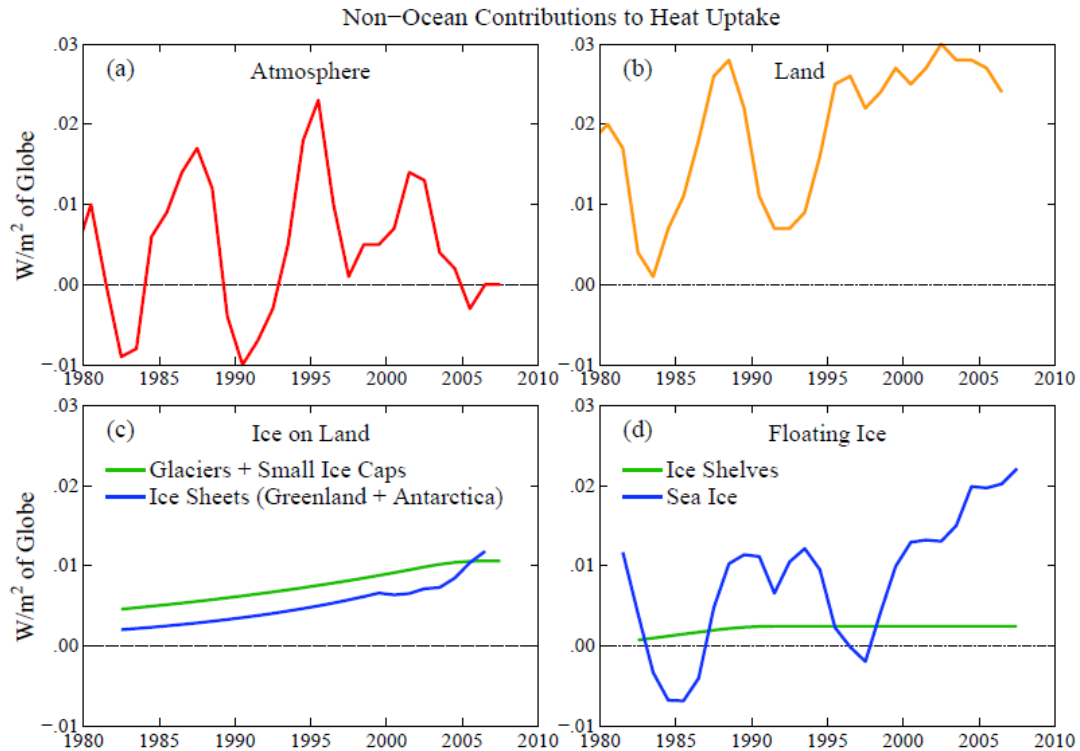 Non−Ocean Contributions to Heat Uptake
(a)
Atmosphere
W/m² of Globe
.03
.02
.01
.00
−.01
1980 1985 1990 1995 2000 2005 2010
(b)
Land
.03
.02
.01
.00
−.01
1980 1985 1990 1995 2000 2005 2010
(c)
Ice on Land
Glaciers + Small Ice Caps
Ice Sheets (Greenland + Antarctica)
W/m² of Globe
.03
.02
.01
.00
−.01
1980 1985 1990 1995 2000 2005 2010
(d)
Floating Ice
Ice Shelves
Sea Ice
.03
.02
.01
.00
−.01
1980 1985 1990 1995 2000 2005 2010